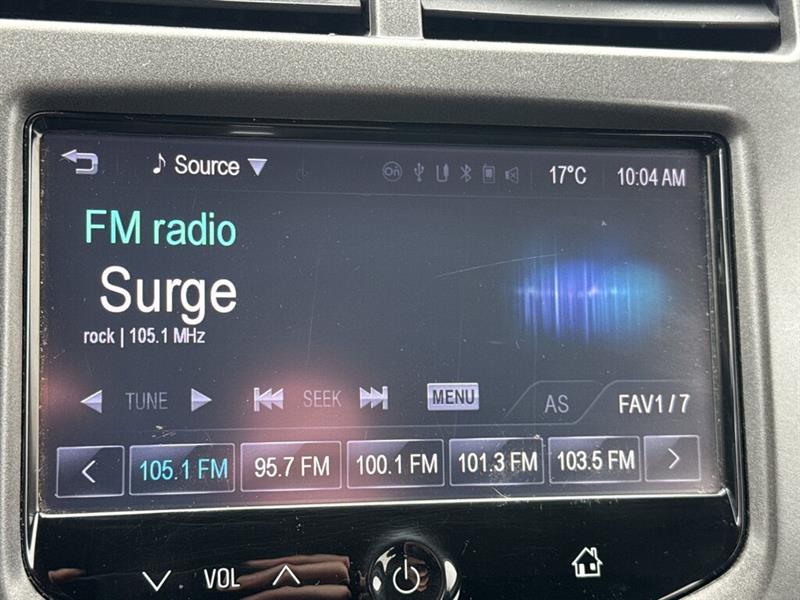 Source 17°C 10:04 AM
FM radio
Surge
rock | 105.1 MHz
TUNE SEEK MENU AS FAV1 / 7
105.1 FM 95.7 FM 100.1 FM 101.3 FM 103.5 FM
VOL